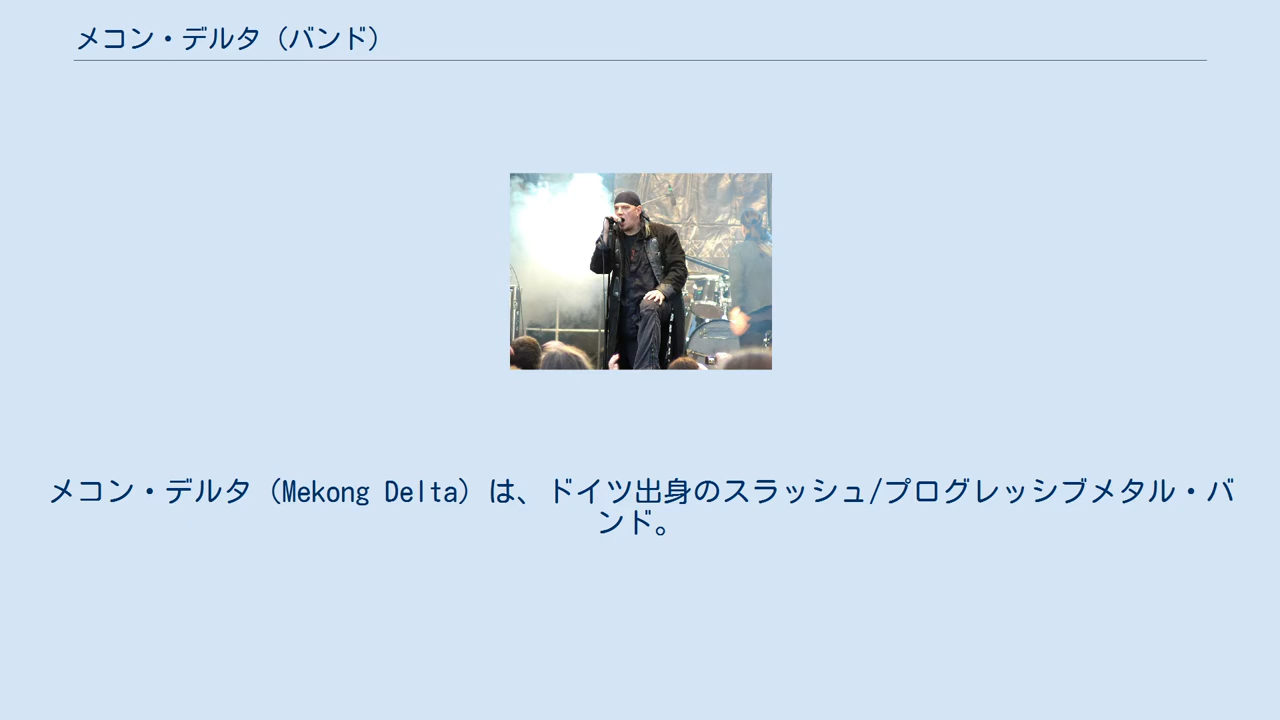 メコン・デルタ（バンド）
メコン・デルタ（Mekong Delta）は、ドイツ出身のスラッシュ/プログレッシブメタル・バ
ンド。